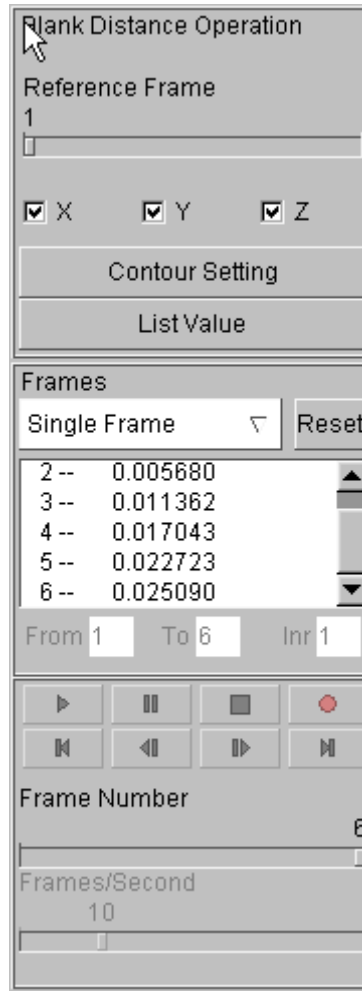 Blank Distance Operation
Reference Frame
1
X Y Z
Contour Setting
List Value
Frames
Single Frame Reset
2 -- 0.005680
3 -- 0.011362
4 -- 0.017043
5 -- 0.022723
6 -- 0.025090
From 1 To 6 Inr 1
Frame Number
6
Frames/Second
10